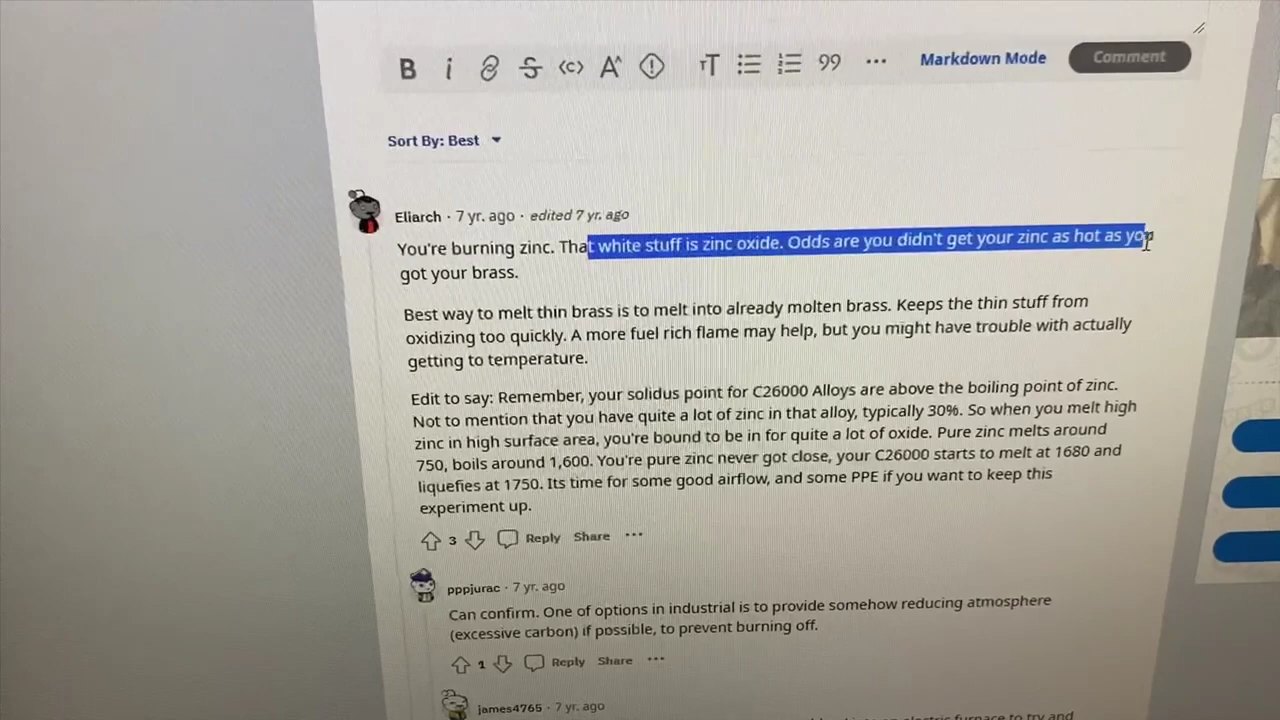 B i <c> A^ TT 99 ... Markdown Mode Comment
Sort By: Best
Eliarch · 7 yr. ago · edited 7 yr. ago
You're burning zinc. That white stuff is zinc oxide. Odds are you didn't get your zinc as hot as you
got your brass.
Best way to melt thin brass is to melt into already molten brass. Keeps the thin stuff from
oxidizing too quickly. A more fuel rich flame may help, but you might have trouble with actually
getting to temperature.
Edit to say: Remember, your solidus point for C26000 Alloys are above the boiling point of zinc.
Not to mention that you have quite a lot of zinc in that alloy, typically 30%. So when you melt high
zinc in high surface area, you're bound to be in for quite a lot of oxide. Pure zinc melts around
750, boils around 1,600. You're pure zinc never got close, your C26000 starts to melt at 1680 and
liquefies at 1750. Its time for some good airflow, and some PPE if you want to keep this
experiment up.
3 Reply Share ...
pppjurac · 7 yr. ago
Can confirm. One of options in industrial is to provide somehow reducing atmosphere
(excessive carbon) if possible, to prevent burning off.
1 Reply Share ...
james4765 · 7 yr. ago
electric furnace to try and